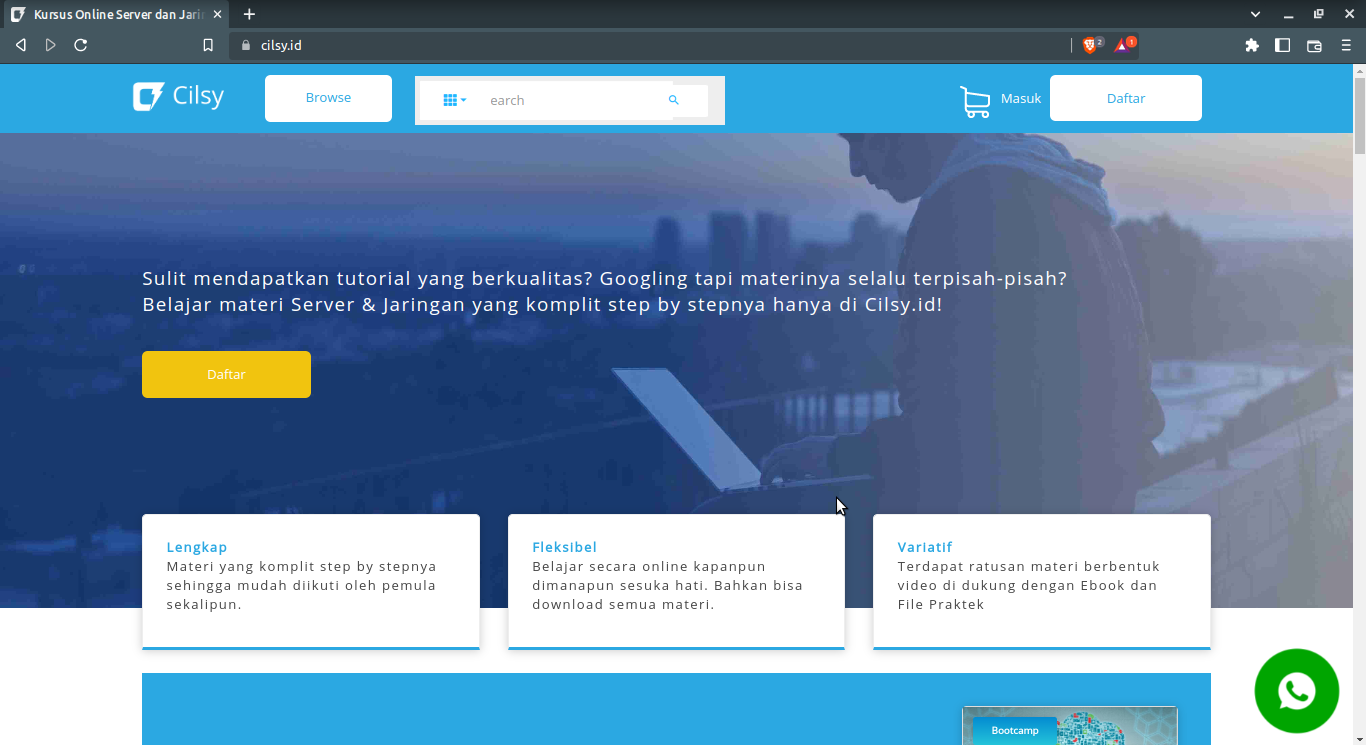 Kursus Online Server dan Jarin
cilsy.id
2
1
Cilsy
Browse
earch
Masuk
Daftar
Sulit mendapatkan tutorial yang berkualitas? Googling tapi materinya selalu terpisah-pisah?
Belajar materi Server & Jaringan yang komplit step by stepnya hanya di Cilsy.id!
Daftar
Lengkap
Materi yang komplit step by stepnya
sehingga mudah diikuti oleh pemula
sekalipun.
Fleksibel
Belajar secara online kapanpun
dimanapun sesuka hati. Bahkan bisa
download semua materi.
Variatif
Terdapat ratusan materi berbentuk
video di dukung dengan Ebook dan
File Praktek
Bootcamp